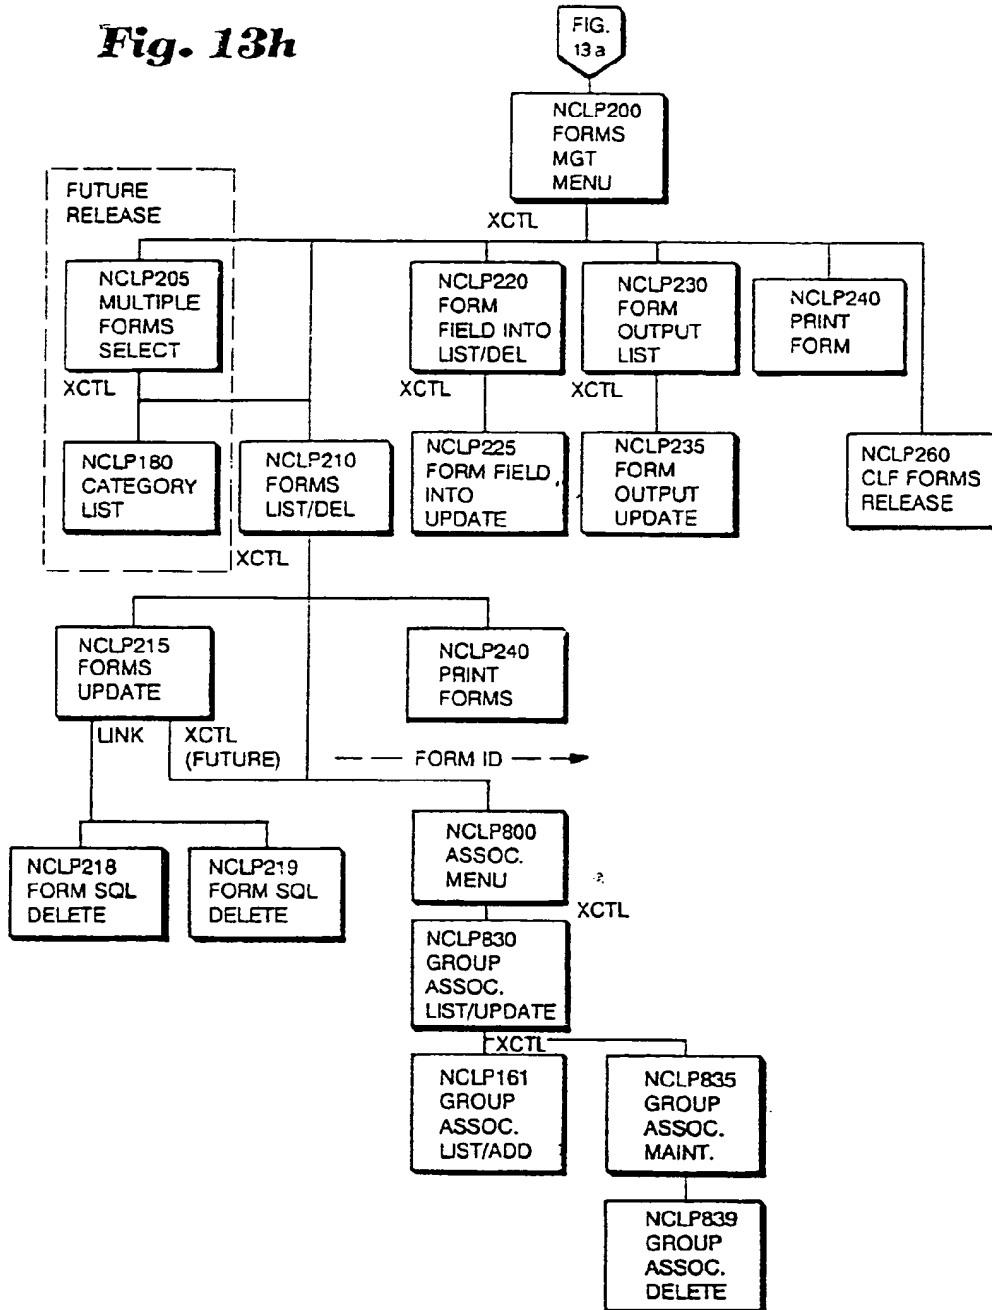 Fig. 13h
FIG.
13a
NCLP200
FORMS
MGT
MENU
XCTL
FUTURE
RELEASE
NCLP205
MULTIPLE
FORMS
SELECT
NCLP220
FORM
FIELD INTO
LIST/DEL
NCLP230
FORM
OUTPUT
LIST
NCLP240
PRINT
FORM
XCTL
XCTL
XCTL
NCLP180
CATEGORY
LIST
NCLP210
FORMS
LIST/DEL
NCLP225
FORM FIELD
INTO
UPDATE
NCLP235
FORM
OUTPUT
UPDATE
NCLP260
CLF FORMS
RELEASE
XCTL
NCLP215
FORMS
UPDATE
NCLP240
PRINT
FORMS
LINK
XCTL
(FUTURE)
FORM ID
NCLP800
ASSOC.
MENU
XCTL
NCLP218
FORM SQL
DELETE
NCLP219
FORM SQL
DELETE
NCLP830
GROUP
ASSOC.
LIST/UPDATE
XCTL
NCLP161
GROUP
ASSOC.
LIST/ADD
NCLP835
GROUP
ASSOC.
MAINT.
NCLP839
GROUP
ASSOC.
DELETE